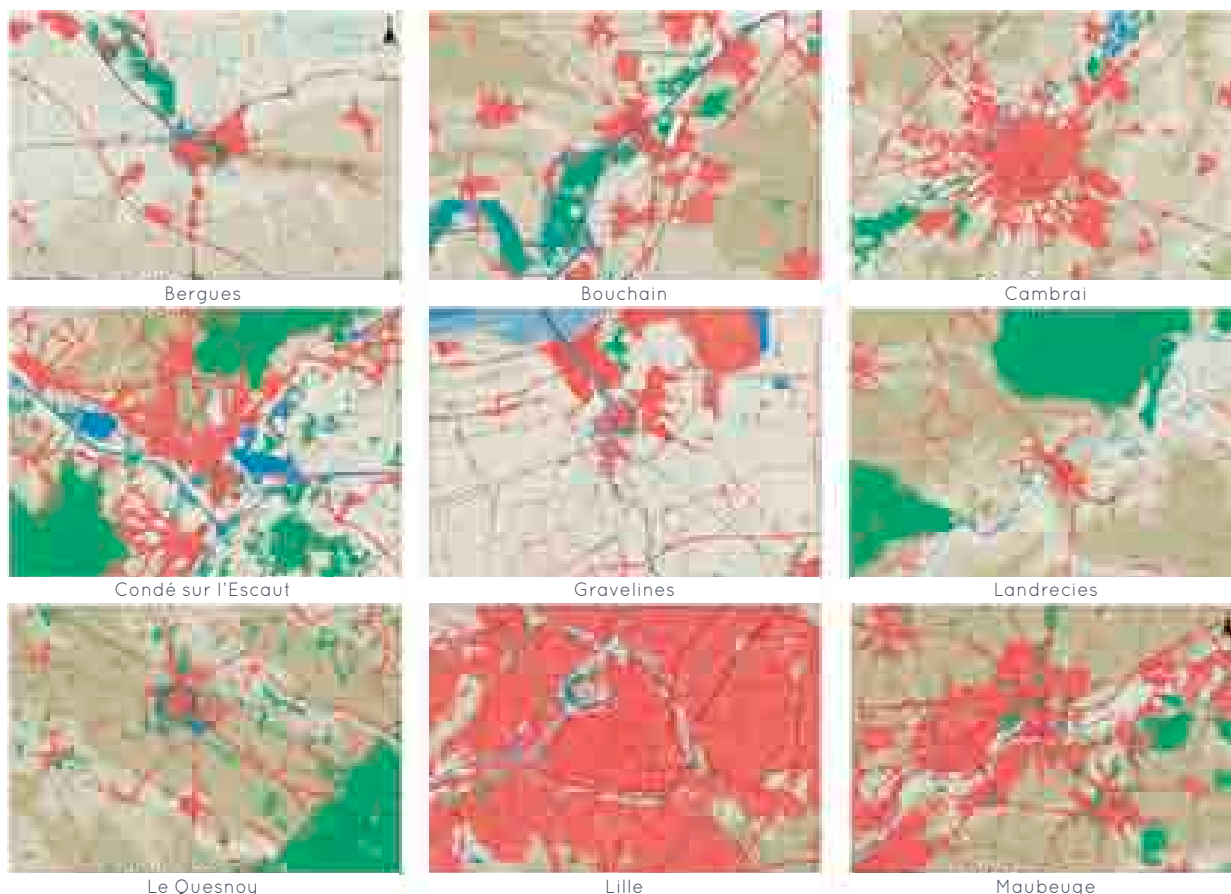 Bergues
Bouchain
Cambrai
Condé sur l'Escaut
Gravelines
Landrecies
Le Quesnoy
Lille
Maubeuge